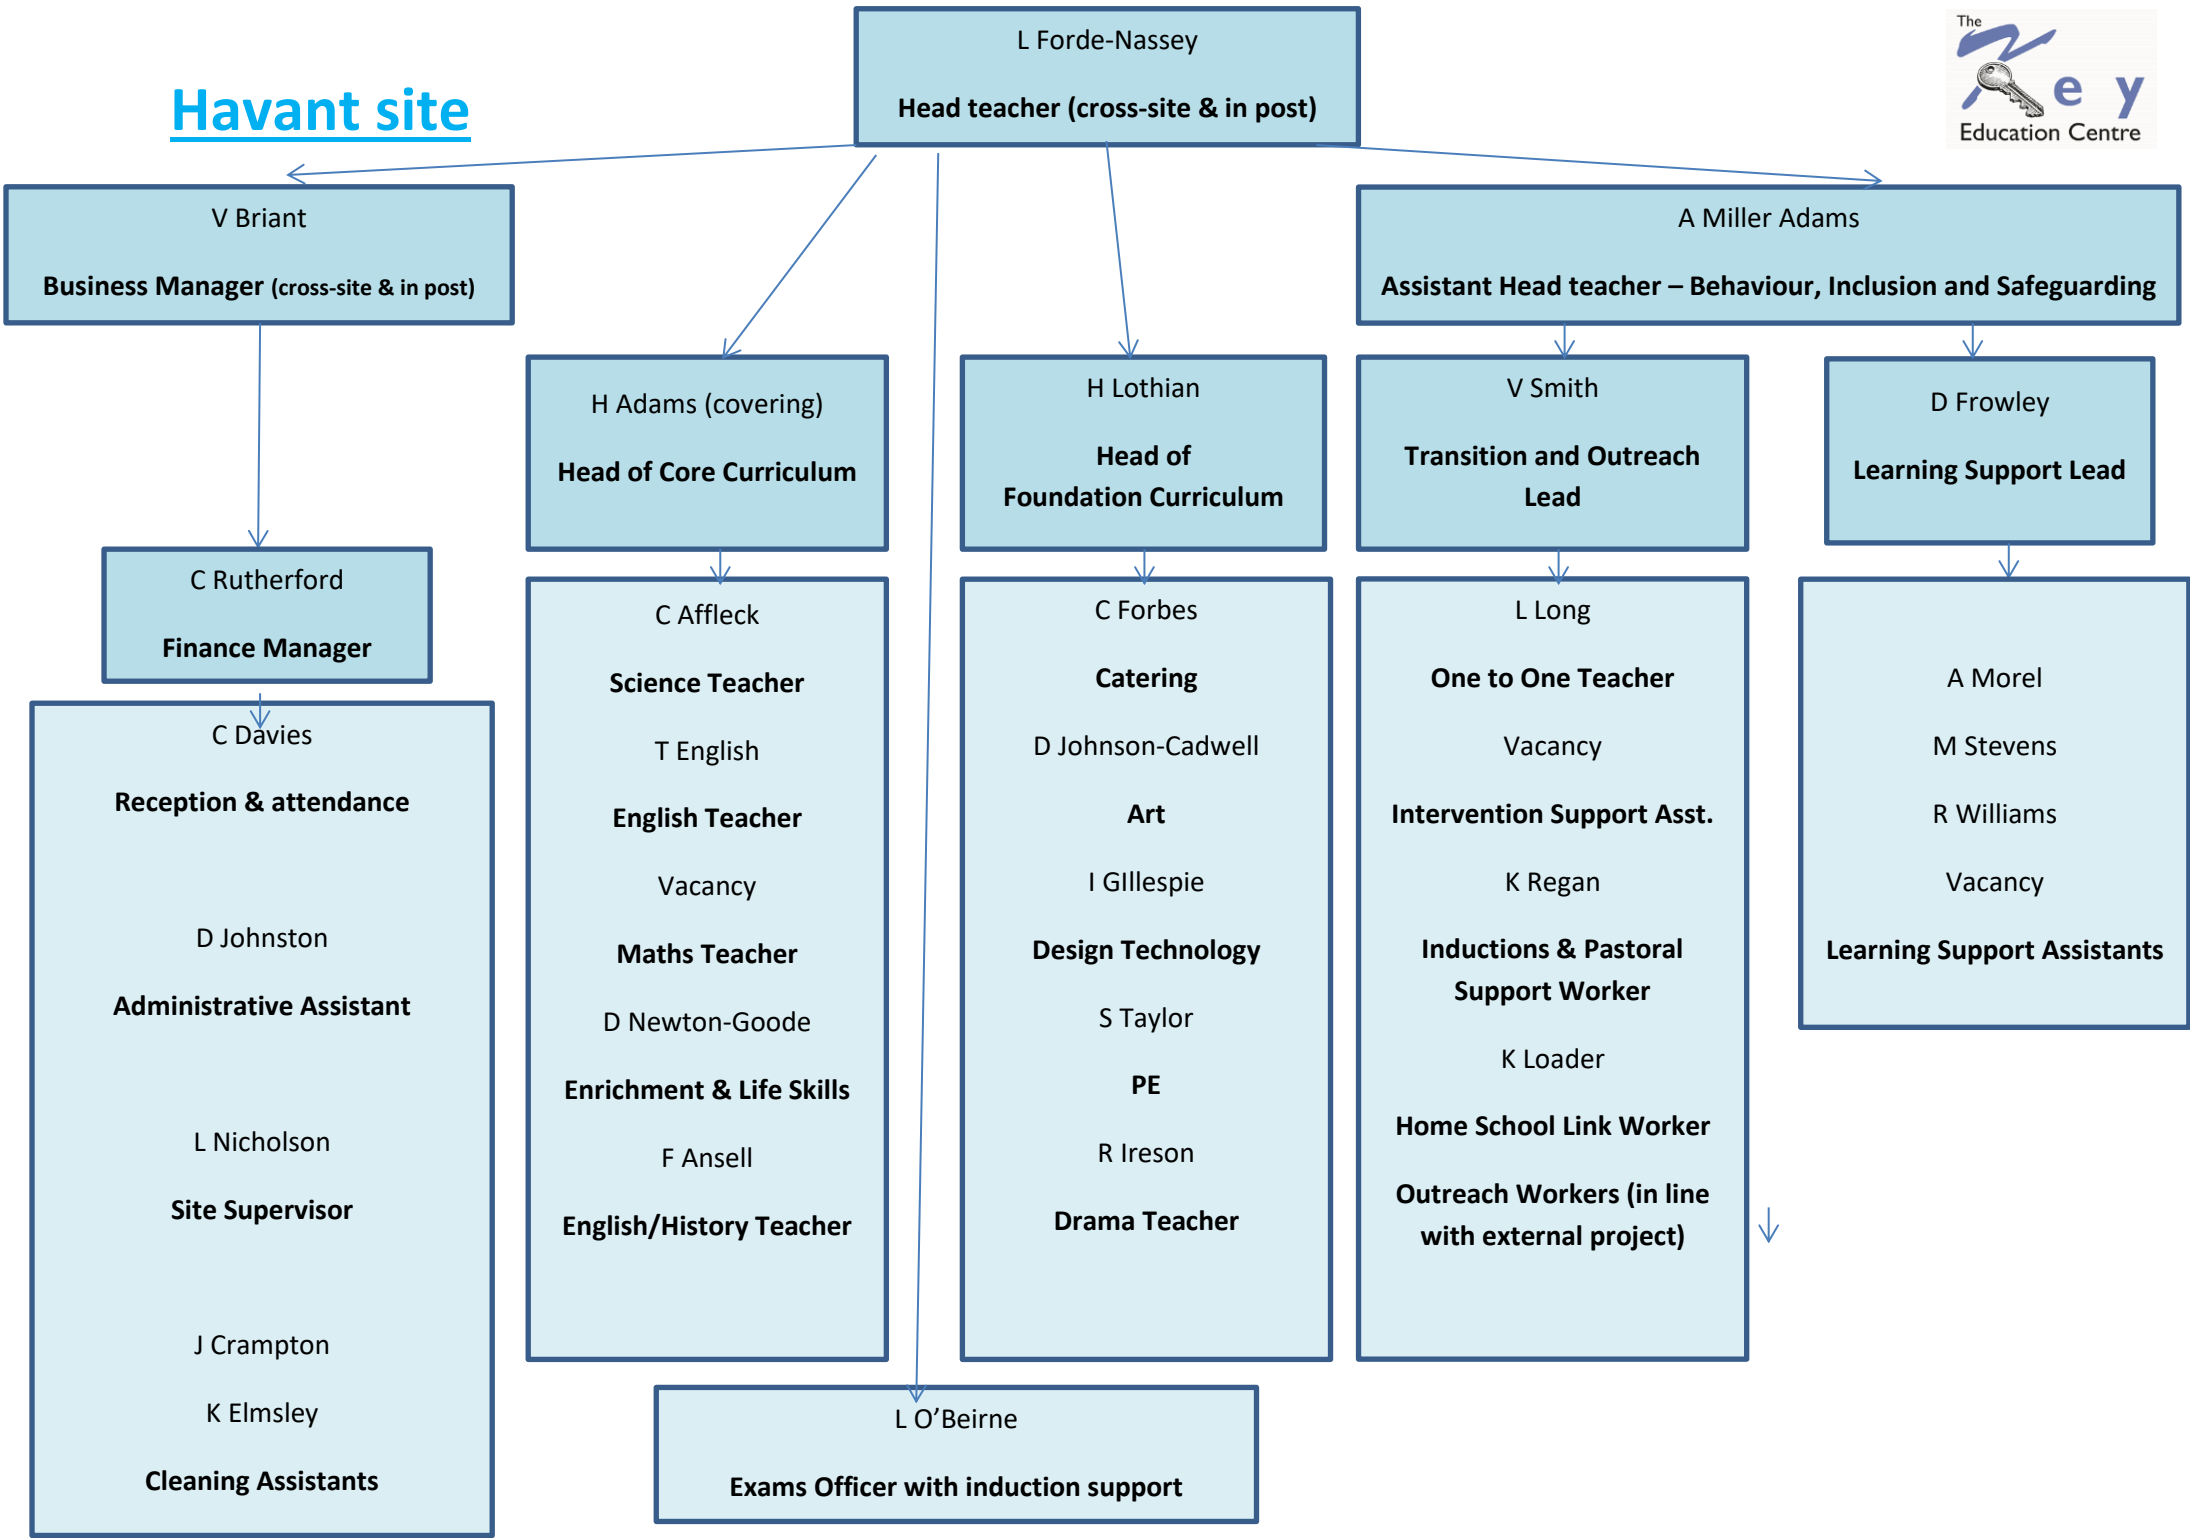 L Forde-Nassey
Head teacher (cross-site & in post)
Havant site
The
Key
Education Centre
V Briant
Business Manager (cross-site & in post)
A Miller Adams
Assistant Head teacher – Behaviour, Inclusion and Safeguarding
H Adams (covering)
Head of Core Curriculum
H Lothian
Head of
Foundation Curriculum
V Smith
Transition and Outreach
Lead
D Frowley
Learning Support Lead
C Rutherford
Finance Manager
C Davies
Reception & attendance
D Johnston
Administrative Assistant
L Nicholson
Site Supervisor
J Crampton
K Elmsley
Cleaning Assistants
C Affleck
Science Teacher
T English
English Teacher
Vacancy
Maths Teacher
D Newton-Goode
Enrichment & Life Skills
F Ansell
English/History Teacher
C Forbes
Catering
D Johnson-Cadwell
Art
I GIllespie
Design Technology
S Taylor
PE
R Ireson
Drama Teacher
L Long
One to One Teacher
Vacancy
Intervention Support Asst.
K Regan
Inductions & Pastoral
Support Worker
K Loader
Home School Link Worker
Outreach Workers (in line
with external project)
A Morel
M Stevens
R Williams
Vacancy
Learning Support Assistants
L O’Beirne
Exams Officer with induction support